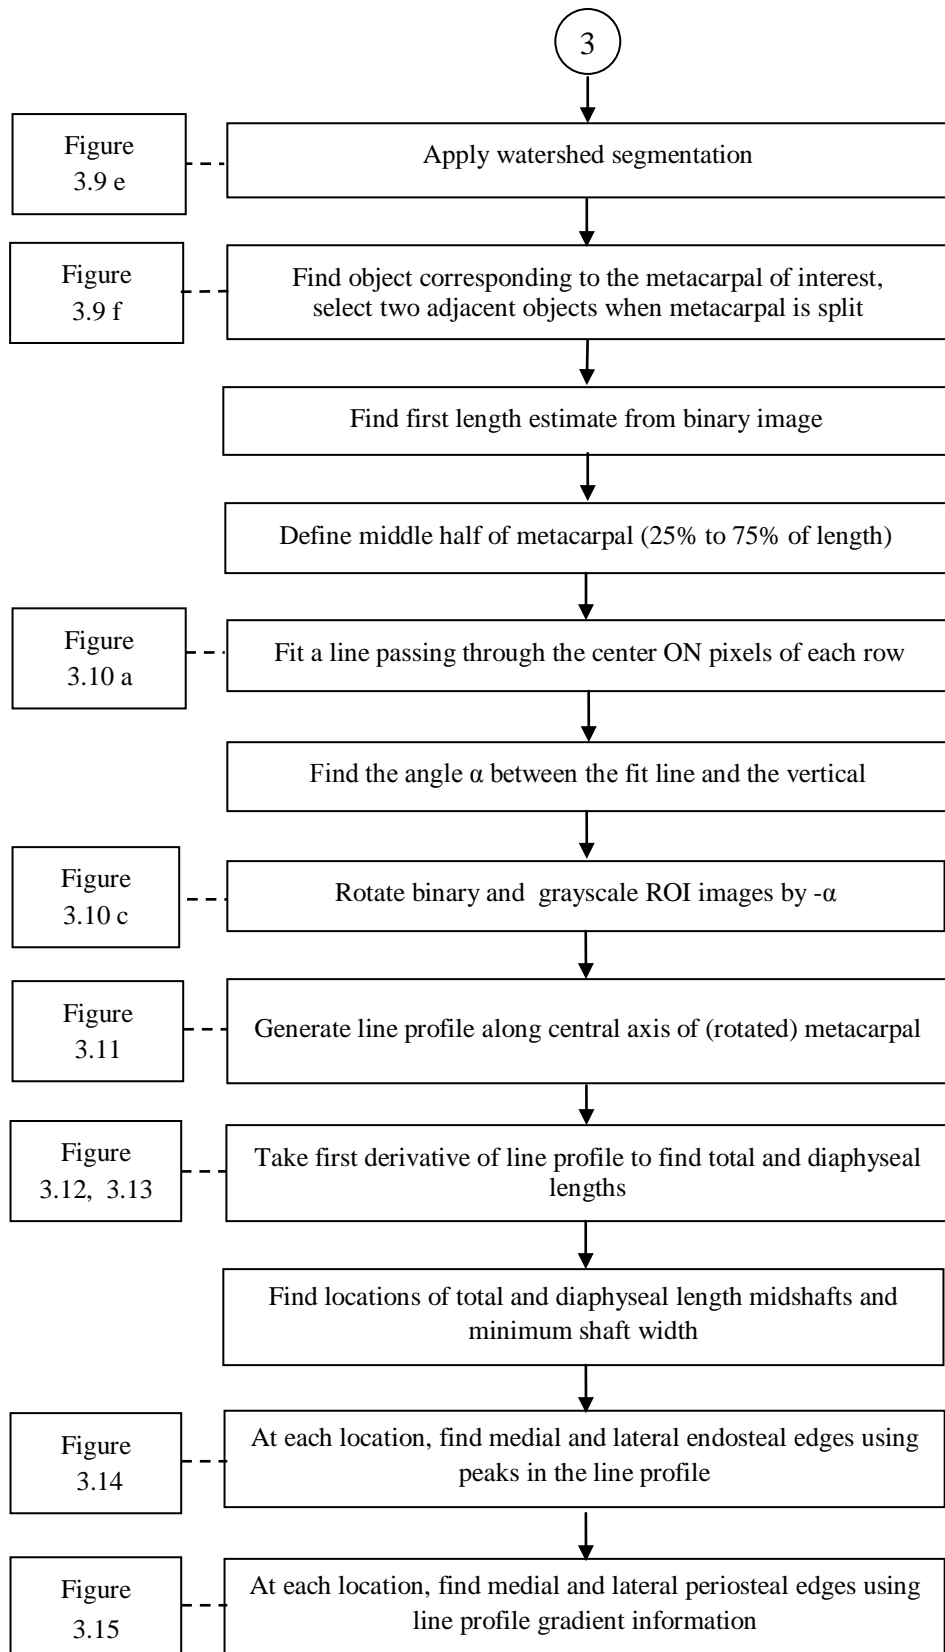 3
Figure
3.9 e
Apply watershed segmentation
Figure
3.9 f
Find object corresponding to the metacarpal of interest,
select two adjacent objects when metacarpal is split
Find first length estimate from binary image
Define middle half of metacarpal (25% to 75% of length)
Figure
3.10 a
Fit a line passing through the center ON pixels of each row
Find the angle α between the fit line and the vertical
Figure
3.10 c
Rotate binary and grayscale ROI images by -α
Figure
3.11
Generate line profile along central axis of (rotated) metacarpal
Figure
3.12, 3.13
Take first derivative of line profile to find total and diaphyseal
lengths
Find locations of total and diaphyseal length midshafts and
minimum shaft width
Figure
3.14
At each location, find medial and lateral endosteal edges using
peaks in the line profile
Figure
3.15
At each location, find medial and lateral periosteal edges using
line profile gradient information